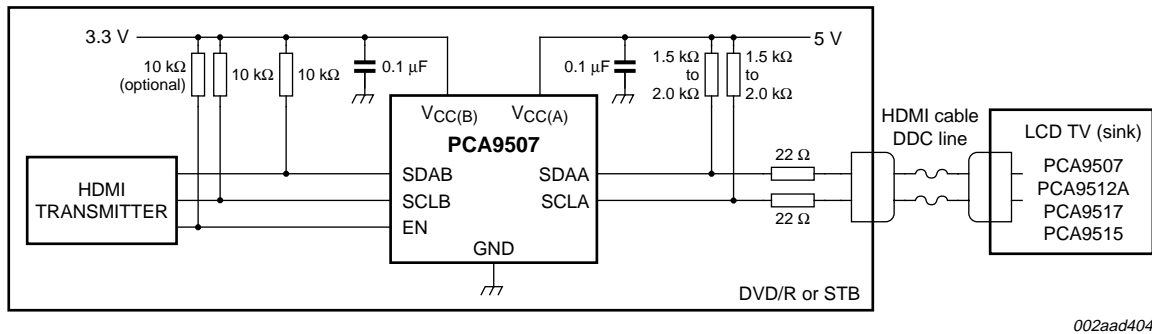 3.3 V
5 V
10 kΩ
(optional)
10 kΩ
10 kΩ
0.1 μF
0.1 μF
1.5 kΩ
to
2.0 kΩ
1.5 kΩ
to
2.0 kΩ
VCC(B)
VCC(A)
PCA9507
HDMI
TRANSMITTER
SDAB
SCLB
EN
SDAA
SCLA
GND
22 Ω
22 Ω
HDMI cable
DDC line
LCD TV (sink)
PCA9507
PCA9512A
PCA9517
PCA9515
DVD/R or STB
002aad404